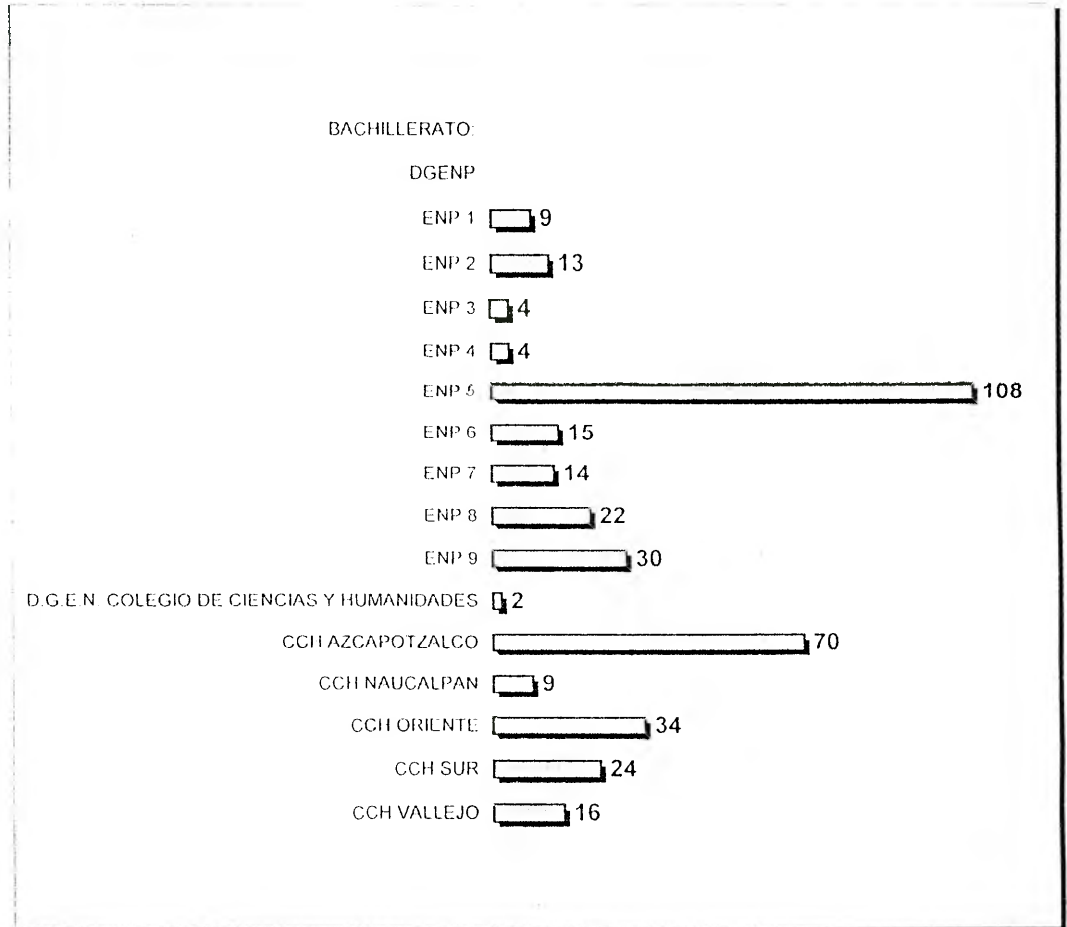 BACHILLERATO:
DGENP
ENP 1 9
ENP 2 13
ENP 3 4
ENP 4 4
ENP 5 108
ENP 6 15
ENP 7 14
ENP 8 22
ENP 9 30
D.G.E.N. COLEGIO DE CIENCIAS Y HUMANIDADES 2
CCH AZCAPOTZALCO 70
CCH NAUCALPAN 9
CCH ORIENTE 34
CCH SUR 24
CCH VALLEJO 16